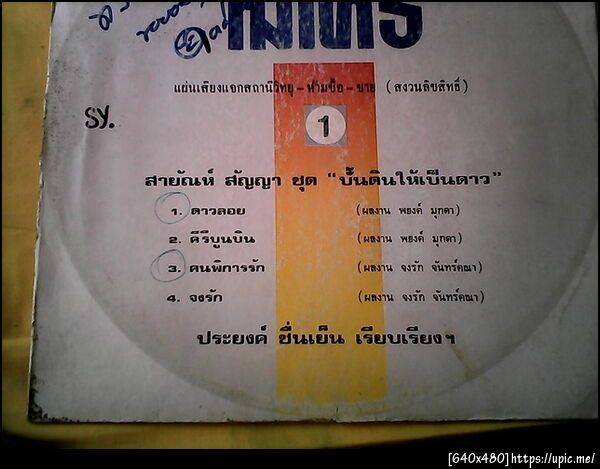 ไมตรี
แผ่นเสียงแจกสถานีวิทยุ - ห้ามซื้อ - ขาย (สงวนลิขสิทธิ์)
SY.
1
สายัณห์ สัญญา ชุด "ปั้นดินให้เป็นดาว"
1. ดาวลอย (ผลงาน พยงค์ มุกดา)
2. คีรีบูนบิน (ผลงาน พยงค์ มุกดา)
3. คนพิการรัก (ผลงาน จงรัก จันทร์คณา)
4. จงรัก (ผลงาน จงรัก จันทร์คณา)
ประยงค์ ชื่นเย็น เรียบเรียงฯ
[640x480]https://upic.me/